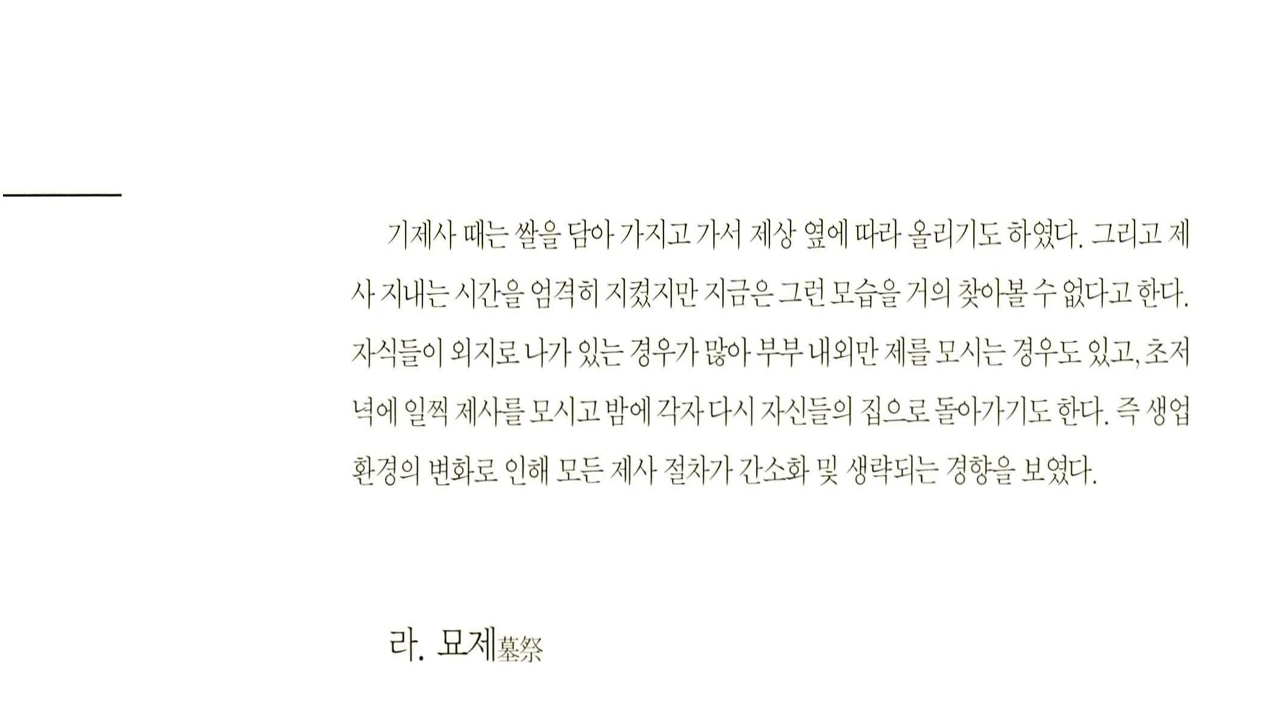 기제사 때는 쌀을 담아 가지고 가서 제상 옆에 따라 올리기도 하였다. 그리고 제
사 지내는 시간을 엄격히 지켰지만 지금은 그런 모습을 거의 찾아볼 수 없다고 한다.
자식들이 외지로 나가 있는 경우가 많아 부부 내외만 제를 모시는 경우도 있고, 초저
녁에 일찍 제사를 모시고 밤에 각자 다시 자신들의 집으로 돌아가기도 한다. 즉 생업
환경의 변화로 인해 모든 제사 절차가 간소화 및 생략되는 경향을 보였다.
라. 묘제墓祭